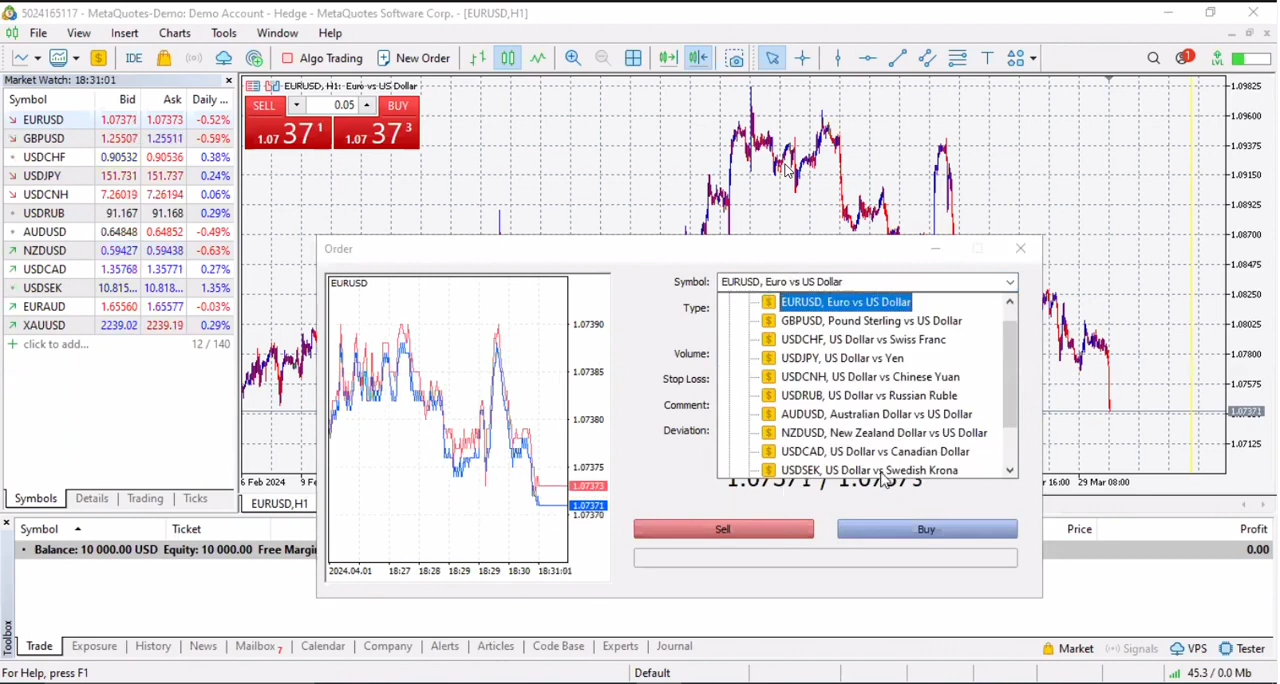 5024165117 - MetaQuotes-Demo: Demo Account - Hedge - MetaQuotes Software Corp. - [EURUSD,H1]
File View Insert Charts Tools Window Help
IDE Algo Trading New Order T 1 LVL
Market Watch: 18:31:01
Symbol Bid Ask Daily ...
EURUSD 1.07371 1.07373 -0.52%
GBPUSD 1.25507 1.25511 -0.59%
USDCHF 0.90532 0.90536 0.38%
USDJPY 151.731 151.737 0.24%
USDCNH 7.26019 7.26194 0.06%
USDRUB 91.167 91.168 0.29%
AUDUSD 0.64848 0.64852 -0.49%
NZDUSD 0.59427 0.59438 -0.63%
USDCAD 1.35768 1.35771 0.27%
USDSEK 10.815... 10.818... 1.35%
EURAUD 1.65560 1.65577 -0.03%
XAUUSD 2239.02 2239.19 0.29%
click to add... 12 / 140
Symbols Details Trading Ticks
EURUSD, H1: Euro vs US Dollar
SELL 0.05 BUY
1.07 37 1 1.07 37 3
1.09825
1.09600
1.09375
1.09150
1.08925
1.08700
1.08475
1.08250
1.08025
1.07800
1.07575
1.07371
1.07125
6 Feb 2024 9 Fe
16:00 29 Mar 08:00
EURUSD,H1
Order
EURUSD
1.07390
1.07385
1.07380
1.07375
1.07373
1.07371
1.07370
2024.04.01 18:27 18:28 18:29 18:29 18:30 18:31:01
Symbol: EURUSD, Euro vs US Dollar
Type:
Volume:
Stop Loss:
Comment:
Deviation:
EURUSD, Euro vs US Dollar
GBPUSD, Pound Sterling vs US Dollar
USDCHF, US Dollar vs Swiss Franc
USDJPY, US Dollar vs Yen
USDCNH, US Dollar vs Chinese Yuan
USDRUB, US Dollar vs Russian Ruble
AUDUSD, Australian Dollar vs US Dollar
NZDUSD, New Zealand Dollar vs US Dollar
USDCAD, US Dollar vs Canadian Dollar
USDSEK, US Dollar vs Swedish Krona
1.07371 / 1.07373
Sell Buy
Symbol Ticket Price Profit
Balance: 10 000.00 USD Equity: 10 000.00 Free Margin 0.00
Toolbox
Trade Exposure History News Mailbox 7 Calendar Company Alerts Articles Code Base Experts Journal
Market Signals VPS Tester
For Help, press F1 Default 45.3 / 0.0 Mb